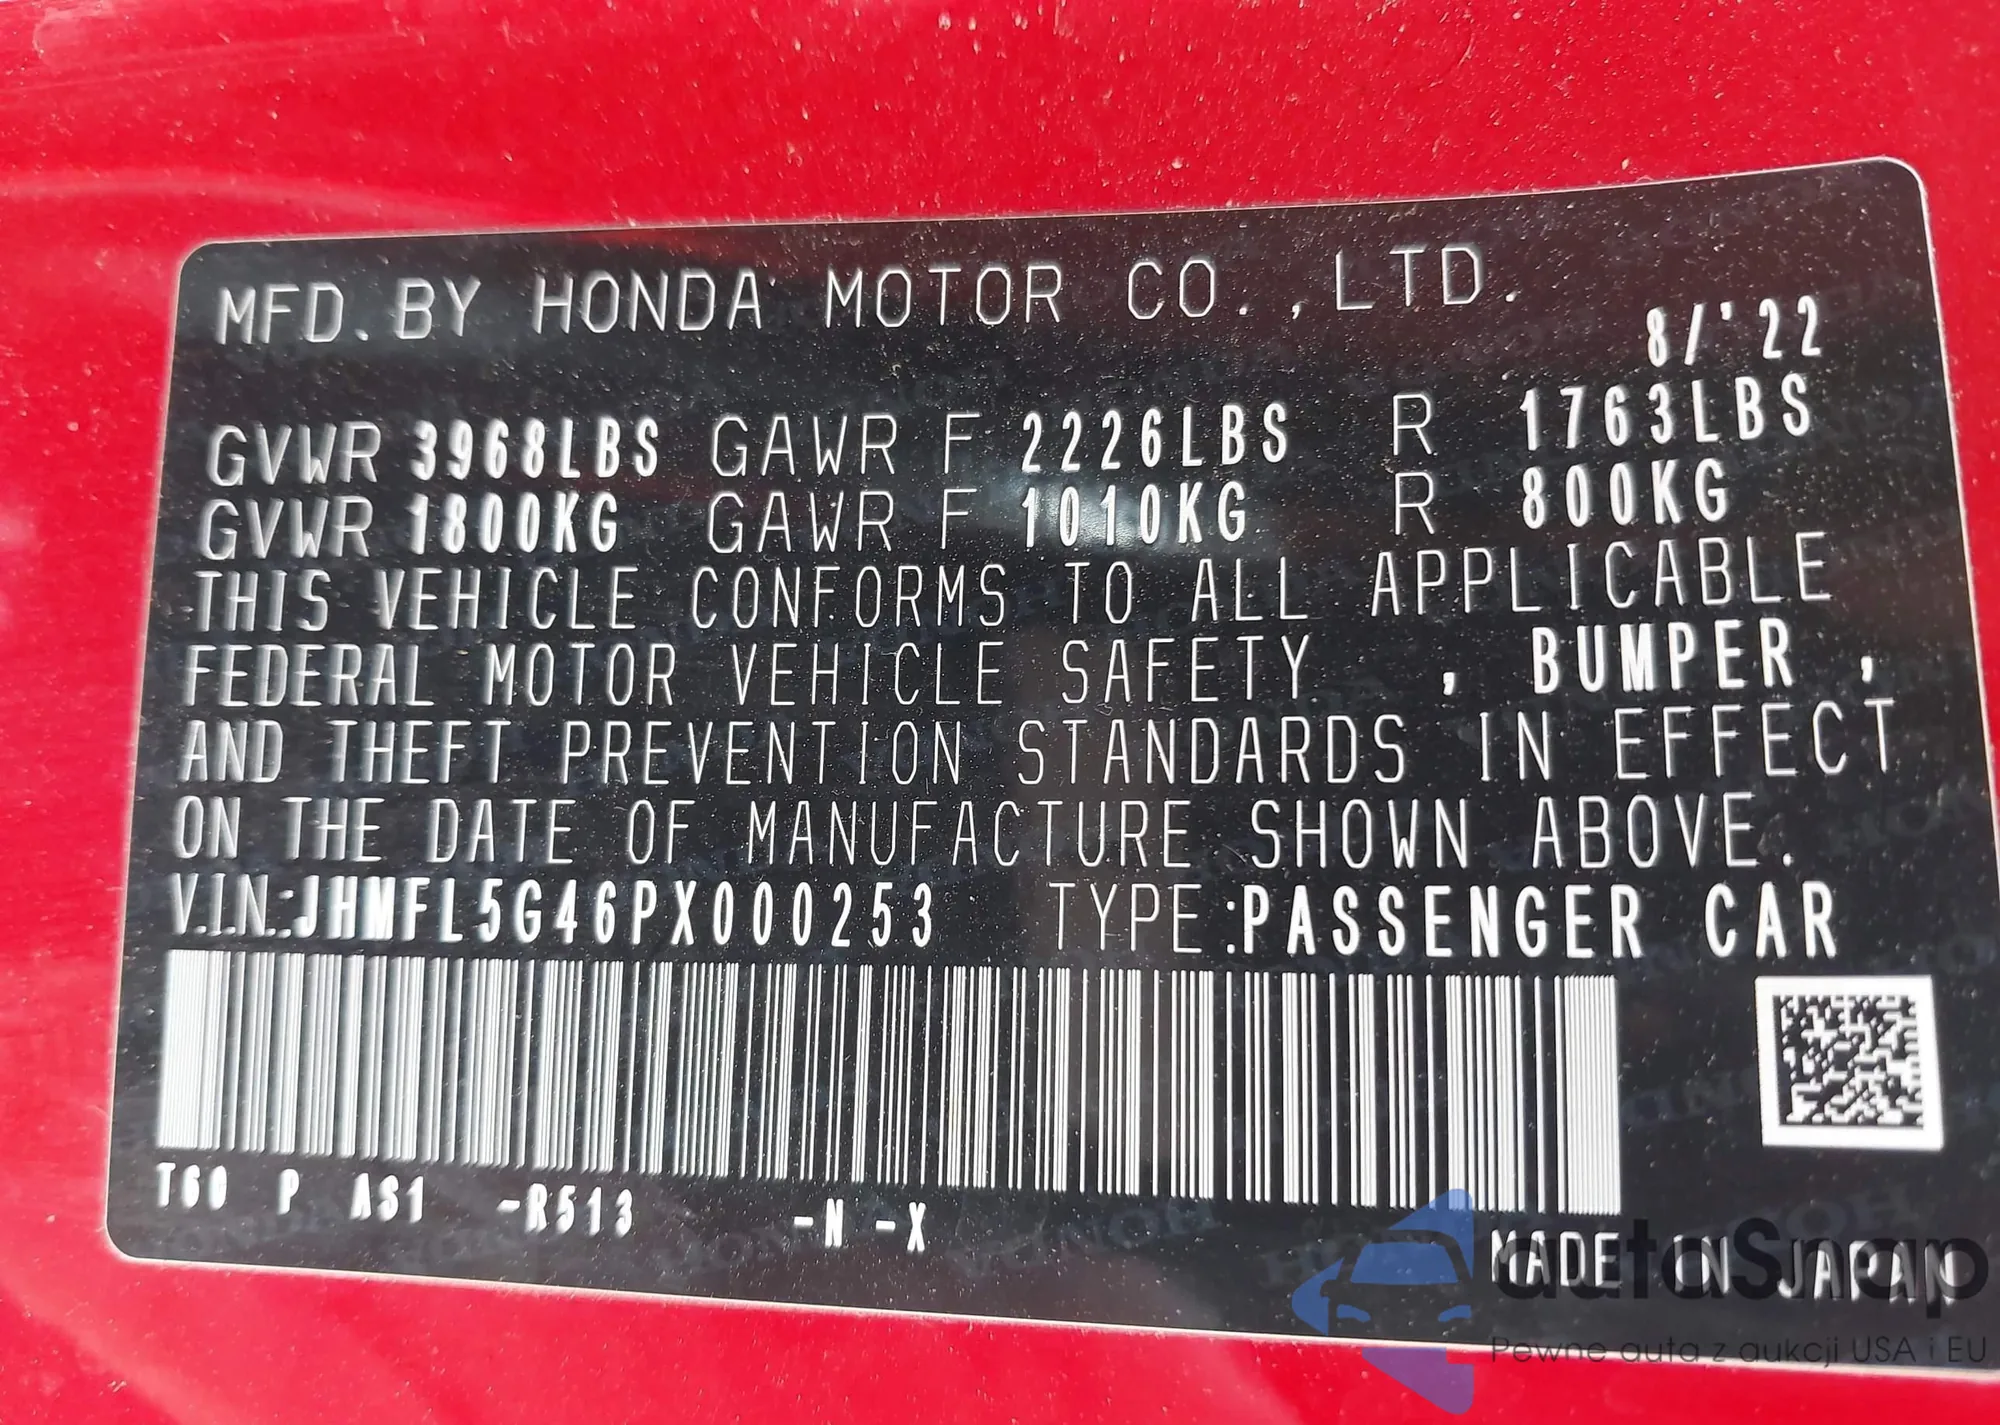 MFD. BY HONDA MOTOR CO., LTD.
8/'22
GVWR 3968LBS GAWR F 2226LBS R 1763LBS
GVWR 1800KG GAWR F 1010KG R 800KG
THIS VEHICLE CONFORMS TO ALL APPLICABLE
FEDERAL MOTOR VEHICLE SAFETY , BUMPER ,
AND THEFT PREVENTION STANDARDS IN EFFECT
ON THE DATE OF MANUFACTURE SHOWN ABOVE.
V.I.N.:JHMFL5G46PX000253 TYPE:PASSENGER CAR
T60 P AS1 -R513 -N -X
MADE IN JAPAN
autaSnap
Pewne auta z aukcji USA i EU